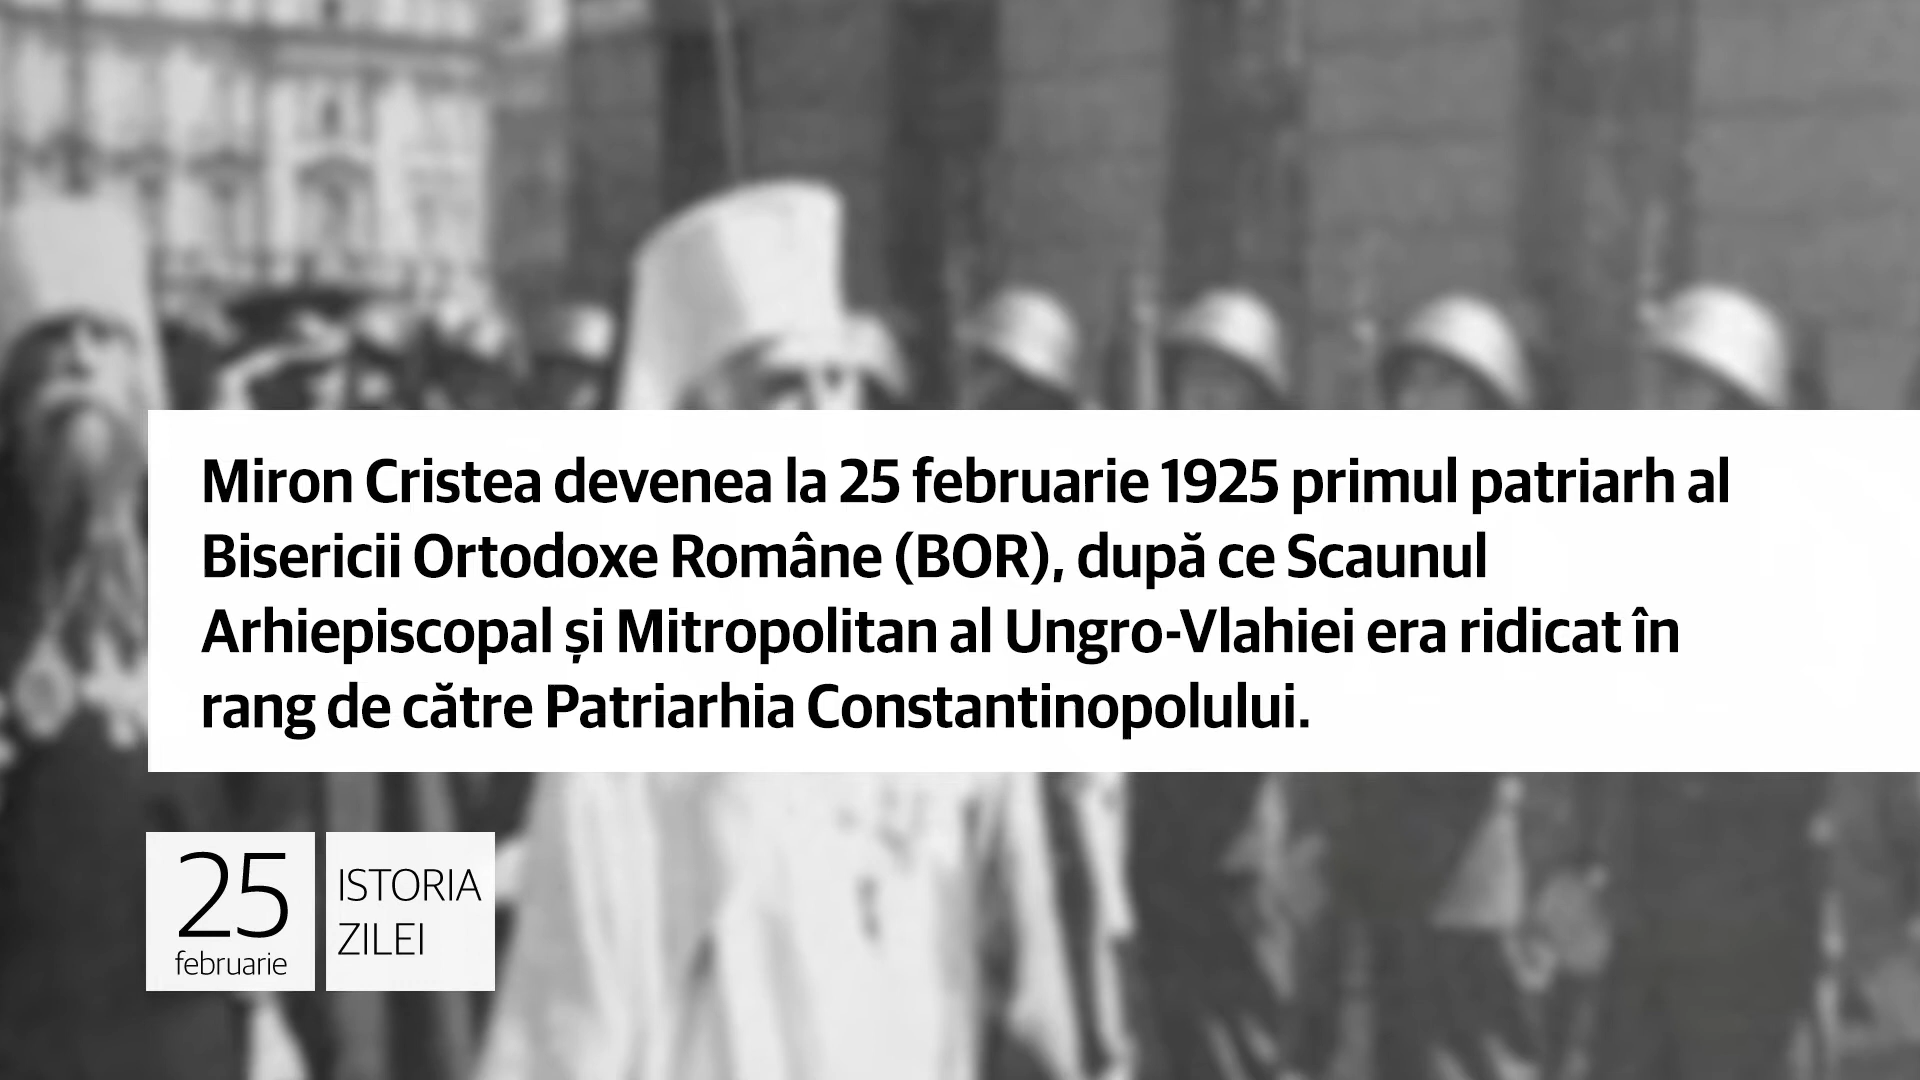 Miron Cristea devenea la 25 februarie 1925 primul patriarh al
Bisericii Ortodoxe Române (BOR), după ce Scaunul
Arhiepiscopal și Mitropolitan al Ungro-Vlahiei era ridicat în
rang de către Patriarhia Constantinopolului.
25
februarie
ISTORIA
ZILEI